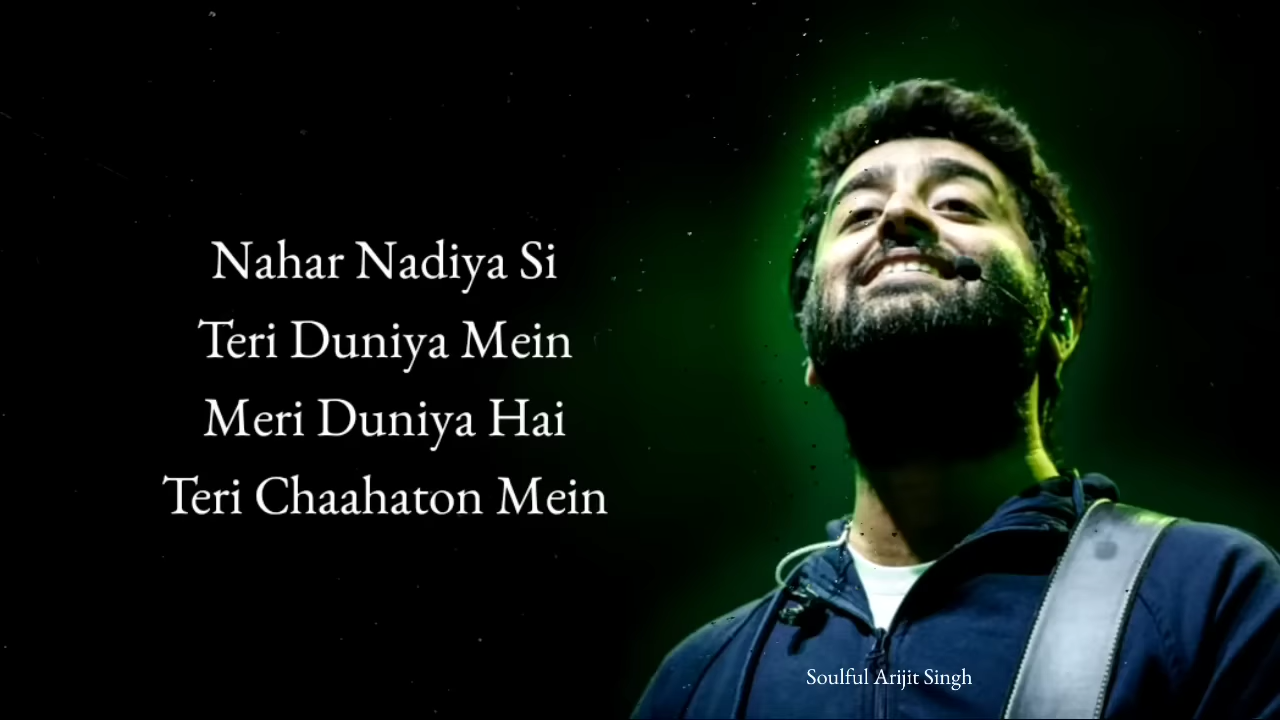 Nahar Nadiya Si
Teri Duniya Mein
Meri Duniya Hai
Teri Chaahaton Mein
Soulful Arijit Singh